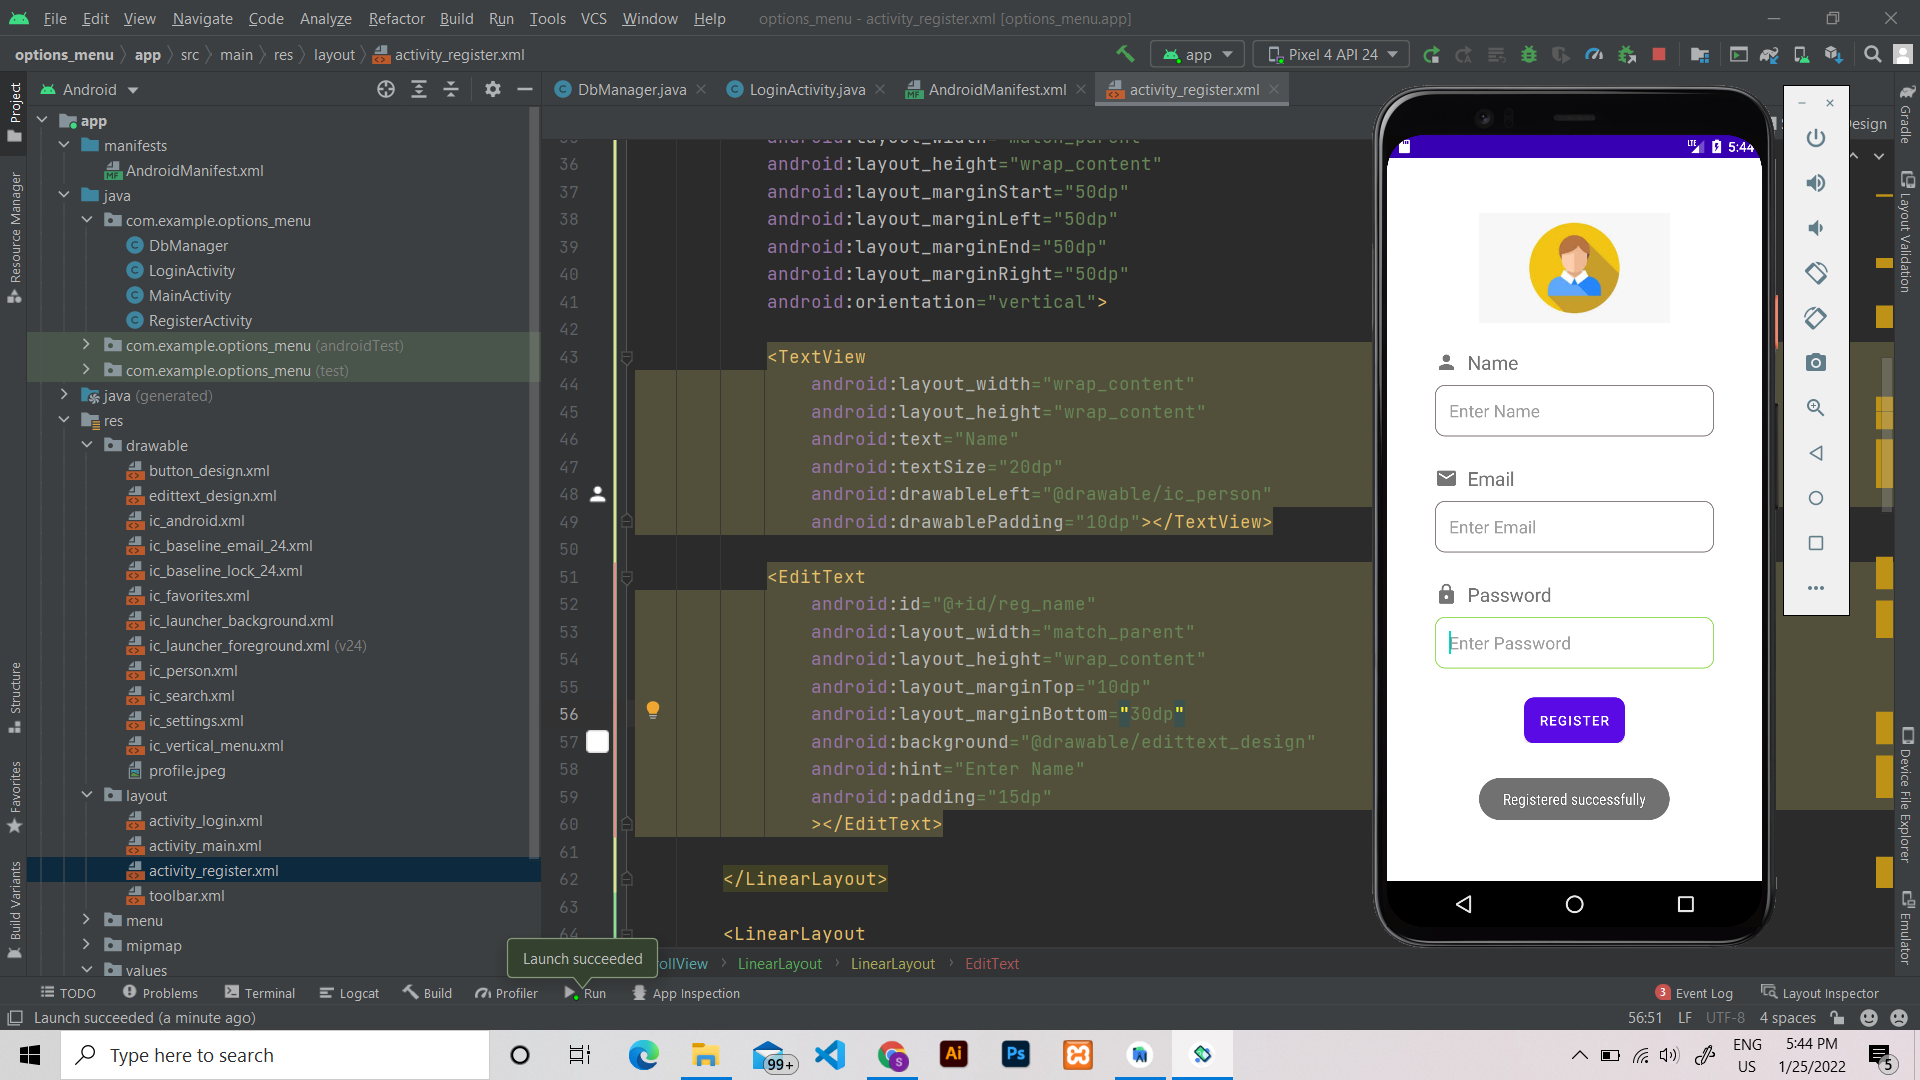 File Edit View Navigate Code Analyze Refactor Build Run Tools VCS Window Help options_menu - activity_register.xml [options_menu.app]
options_menu app src main res layout activity_register.xml
app Pixel 4 API 24
Android
DbManager.java LoginActivity.java AndroidManifest.xml activity_register.xml
Project
Resource Manager
Structure
Favorites
Build Variants
app
manifests
AndroidManifest.xml
java
com.example.options_menu
DbManager
LoginActivity
MainActivity
RegisterActivity
com.example.options_menu (androidTest)
com.example.options_menu (test)
java (generated)
res
drawable
button_design.xml
edittext_design.xml
ic_android.xml
ic_baseline_email_24.xml
ic_baseline_lock_24.xml
ic_favorites.xml
ic_launcher_background.xml
ic_launcher_foreground.xml (v24)
ic_person.xml
ic_search.xml
ic_settings.xml
ic_vertical_menu.xml
profile.jpeg
layout
activity_login.xml
activity_main.xml
activity_register.xml
toolbar.xml
menu
mipmap
values
36 android:layout_height="wrap_content"
37 android:layout_marginStart="50dp"
38 android:layout_marginLeft="50dp"
39 android:layout_marginEnd="50dp"
40 android:layout_marginRight="50dp"
41 android:orientation="vertical">
42
43 <TextView
44 android:layout_width="wrap_content"
45 android:layout_height="wrap_content"
46 android:text="Name"
47 android:textSize="20dp"
48 android:drawableLeft="@drawable/ic_person"
49 android:drawablePadding="10dp"></TextView>
50
51 <EditText
52 android:id="@+id/reg_name"
53 android:layout_width="match_parent"
54 android:layout_height="wrap_content"
55 android:layout_marginTop="10dp"
56 android:layout_marginBottom="30dp"
57 android:background="@drawable/edittext_design"
58 android:hint="Enter Name"
59 android:padding="15dp"
60 ></EditText>
61
62 </LinearLayout>
63
64 <LinearLayout
LTE 5:44
Name
Enter Name
Email
Enter Email
Password
Enter Password
REGISTER
Registered successfully
esign
Gradle
Layout Validation
Device File Explorer
Emulator
Launch succeeded
ollView LinearLayout LinearLayout EditText
TODO Problems Terminal Logcat Build Profiler Run App Inspection 3 Event Log Layout Inspector
Launch succeeded (a minute ago) 56:51 LF UTF-8 4 spaces
Type here to search
99+
S
Ai
Ps
ENG
US
5:44 PM
1/25/2022
5